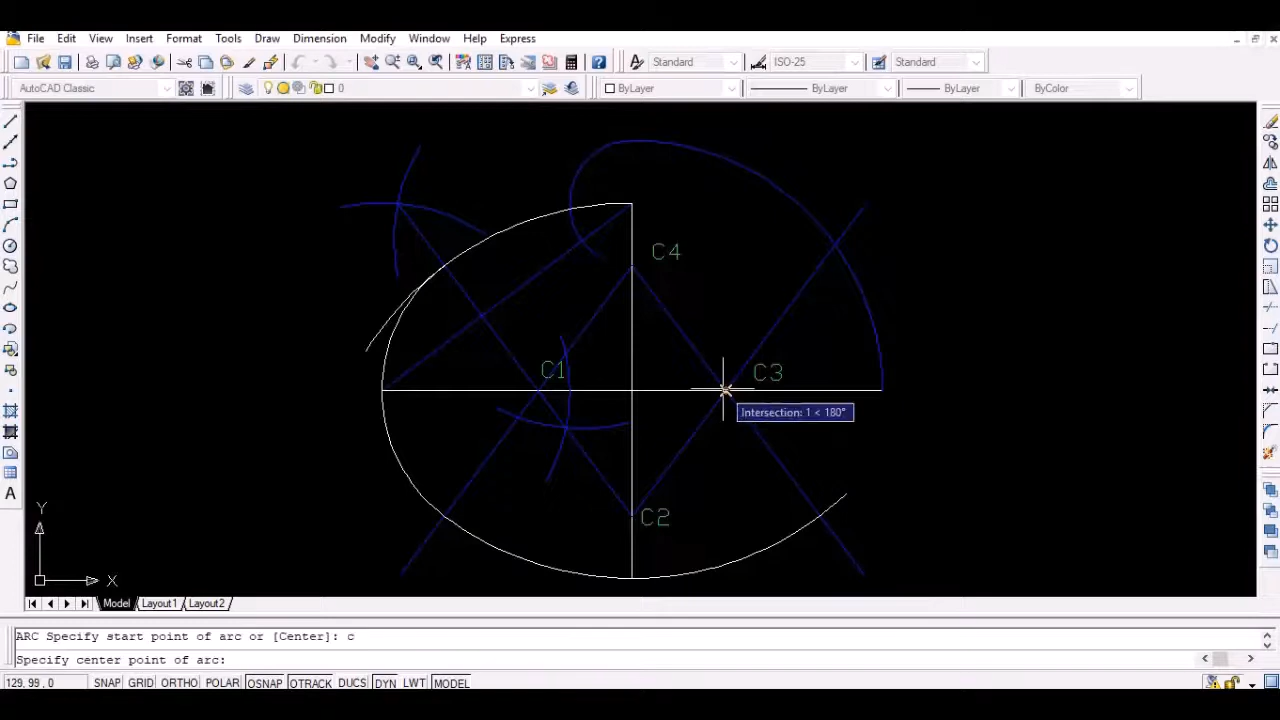 File Edit View Insert Format Tools Draw Dimension Modify Window Help Express
Standard ISO-25 Standard
AutoCAD Classic 0 ByLayer ByLayer ByLayer ByColor
C4
C1 C3
Intersection: 1 < 180°
C2
A
Y
X
Model Layout1 Layout2
ARC Specify start point of arc or [Center]: c
Specify center point of arc:
129, 99, 0 SNAP GRID ORTHO POLAR OSNAP OTRACK DUCS DYN LWT MODEL